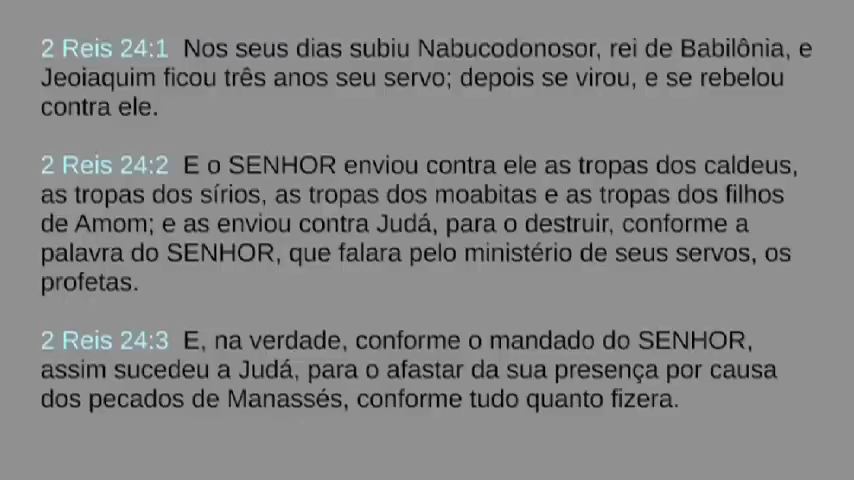 2 Reis 24:1 Nos seus dias subiu Nabucodonosor, rei de Babilônia, e
Jeoiaquim ficou três anos seu servo; depois se virou, e se rebelou
contra ele.
2 Reis 24:2 E o SENHOR enviou contra ele as tropas dos caldeus,
as tropas dos sírios, as tropas dos moabitas e as tropas dos filhos
de Amom; e as enviou contra Judá, para o destruir, conforme a
palavra do SENHOR, que falara pelo ministério de seus servos, os
profetas.
2 Reis 24:3 E, na verdade, conforme o mandado do SENHOR,
assim sucedeu a Judá, para o afastar da sua presença por causa
dos pecados de Manassés, conforme tudo quanto fizera.